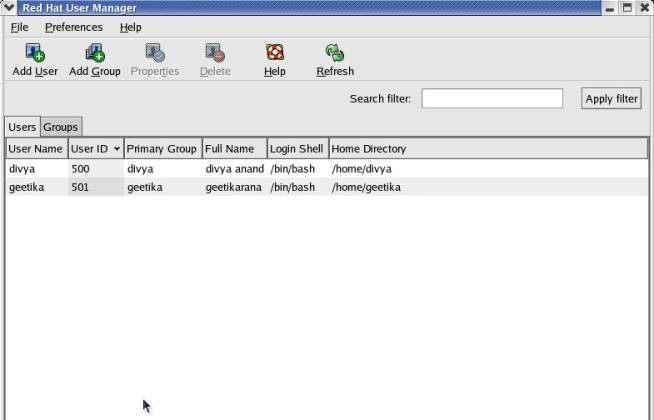 Red Hat User Manager
File Preferences Help
Add User Add Group Properties Delete Help Refresh
Search filter: Apply filter
Users Groups
User Name User ID Primary Group Full Name Login Shell Home Directory
divya 500 divya divya anand /bin/bash /home/divya
geetika 501 geetika geetikarana /bin/bash /home/geetika